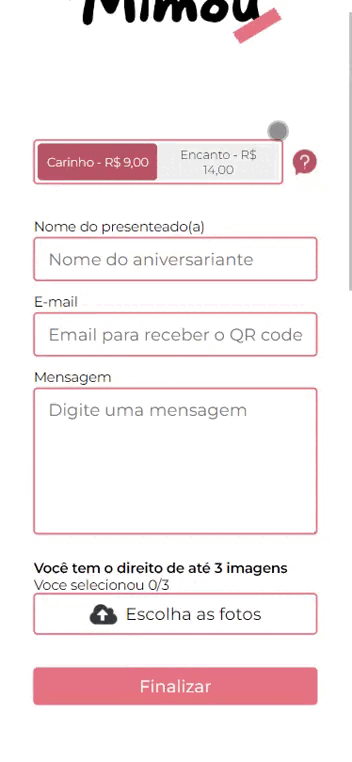 Mimou
Carinho - R$ 9,00
Encanto - R$
14,00
?
Nome do presenteado(a)
Nome do aniversariante
E-mail
Email para receber o QR code
Mensagem
Digite uma mensagem
Você tem o direito de até 3 imagens
Voce selecionou 0/3
Escolha as fotos
Finalizar